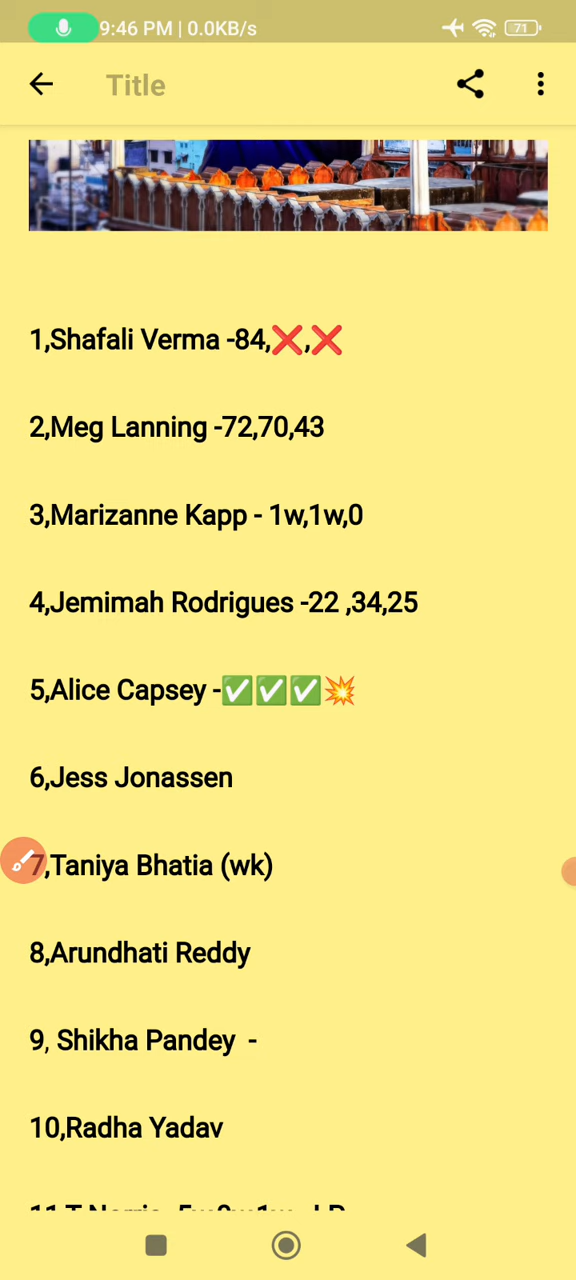 9:46 PM | 0.0KB/s 71
Title
1,Shafali Verma -84,❌,❌
2,Meg Lanning -72,70,43
3,Marizanne Kapp - 1w,1w,0
4,Jemimah Rodrigues -22 ,34,25
5,Alice Capsey -✅✅✅💥
6,Jess Jonassen
7,Taniya Bhatia (wk)
8,Arundhati Reddy
9, Shikha Pandey -
10,Radha Yadav